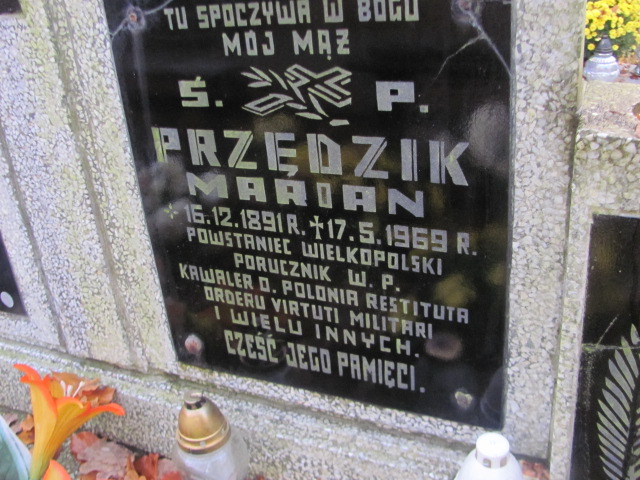 TU SPOCZYWA W BOGU
MÓJ MĄŻ
Ś. P.
PRZĘDZIK
MARIAN
16.12.1891 R. ✝ 17.5.1969 R.
POWSTANIEC WIELKOPOLSKI
PORUCZNIK W. P.
KAWALER O. POLONIA RESTITUTA
ORDERU VIRTUTI MILITARI
I WIELU INNYCH.
CZEŚĆ JEGO PAMIĘCI.